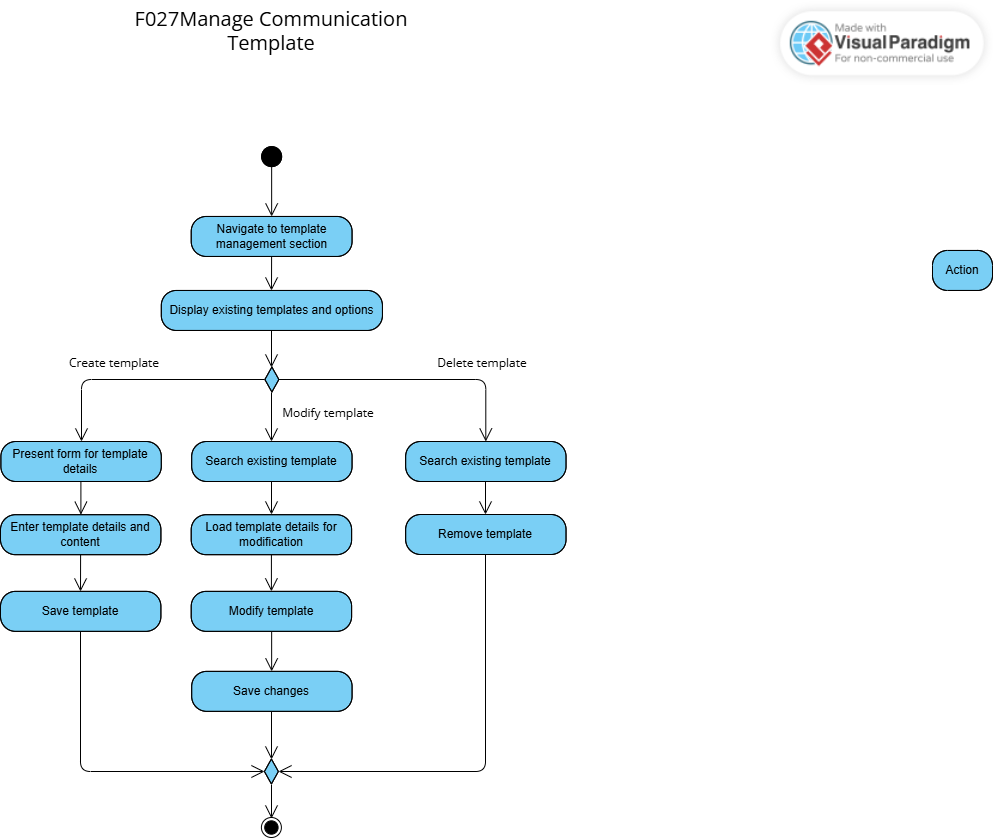 F027Manage Communication
Template
Made with
Visual Paradigm
For non-commercial use
Navigate to template
management section
Action
Display existing templates and options
Create template
Delete template
Modify template
Present form for template
details
Search existing template
Search existing template
Enter template details and
content
Load template details for
modification
Remove template
Save template
Modify template
Save changes